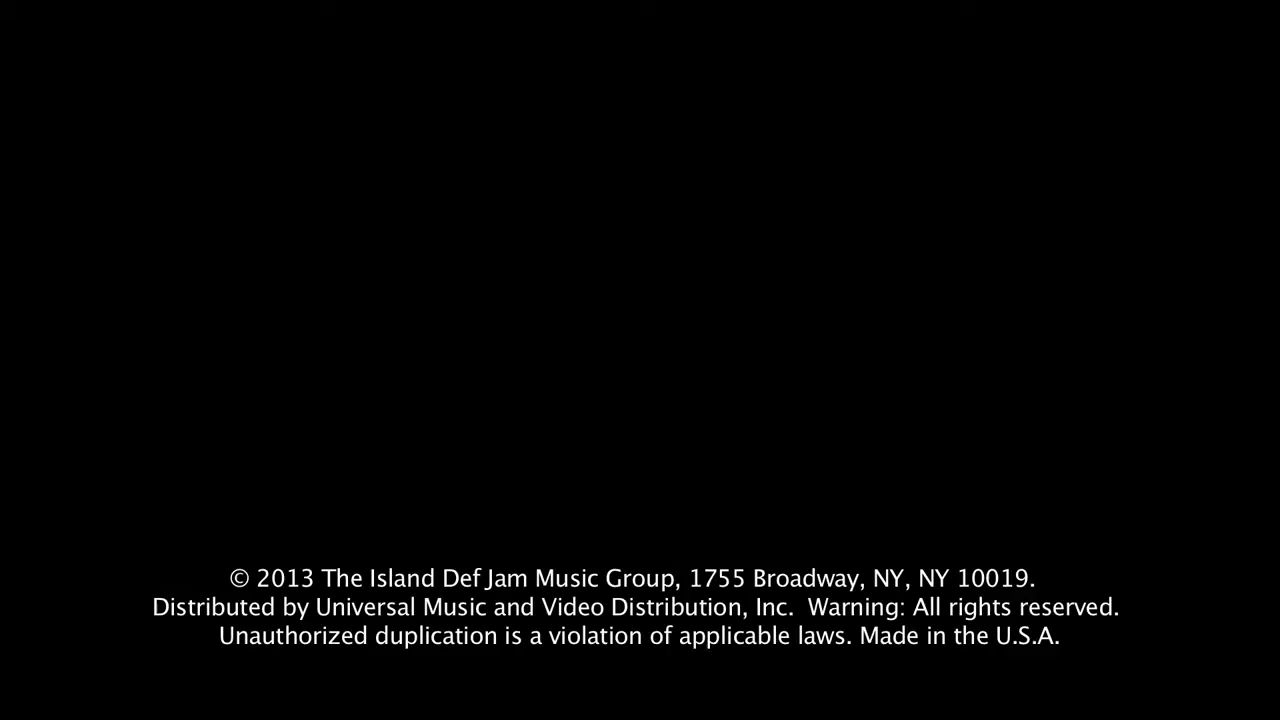 © 2013 The Island Def Jam Music Group, 1755 Broadway, NY, NY 10019.
Distributed by Universal Music and Video Distribution, Inc.  Warning: All rights reserved.
Unauthorized duplication is a violation of applicable laws. Made in the U.S.A.